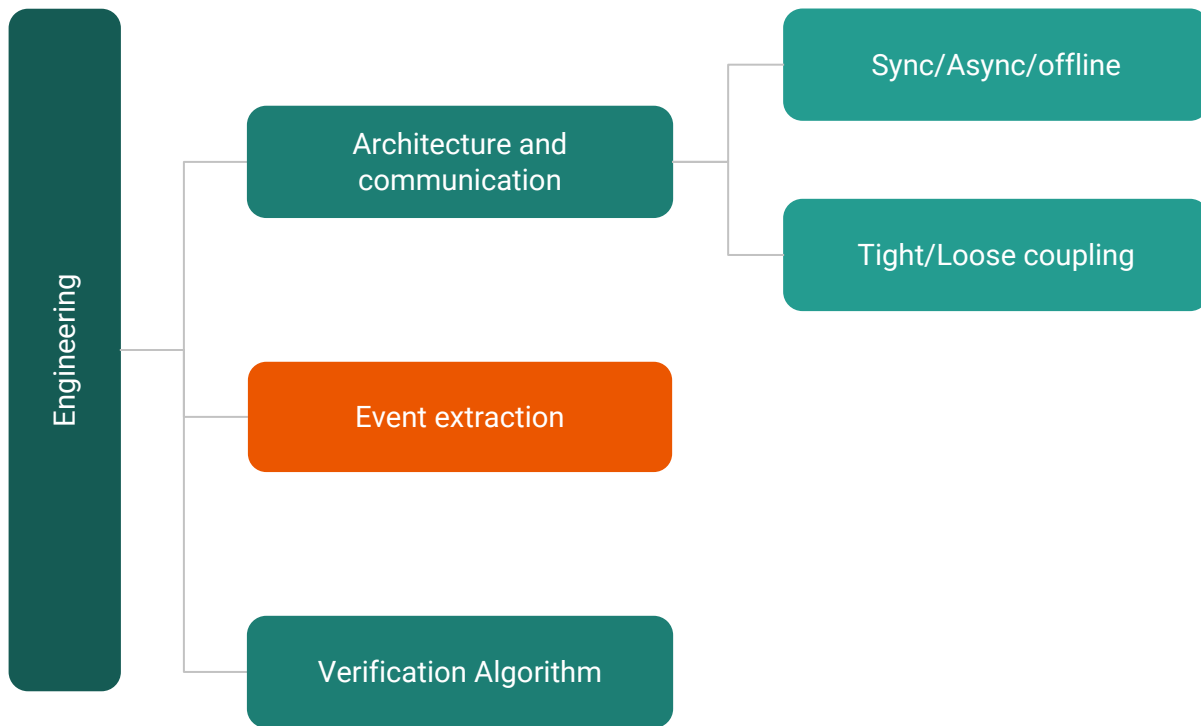 Engineering
Architecture and
communication
Sync/Async/offline
Tight/Loose coupling
Event extraction
Verification Algorithm